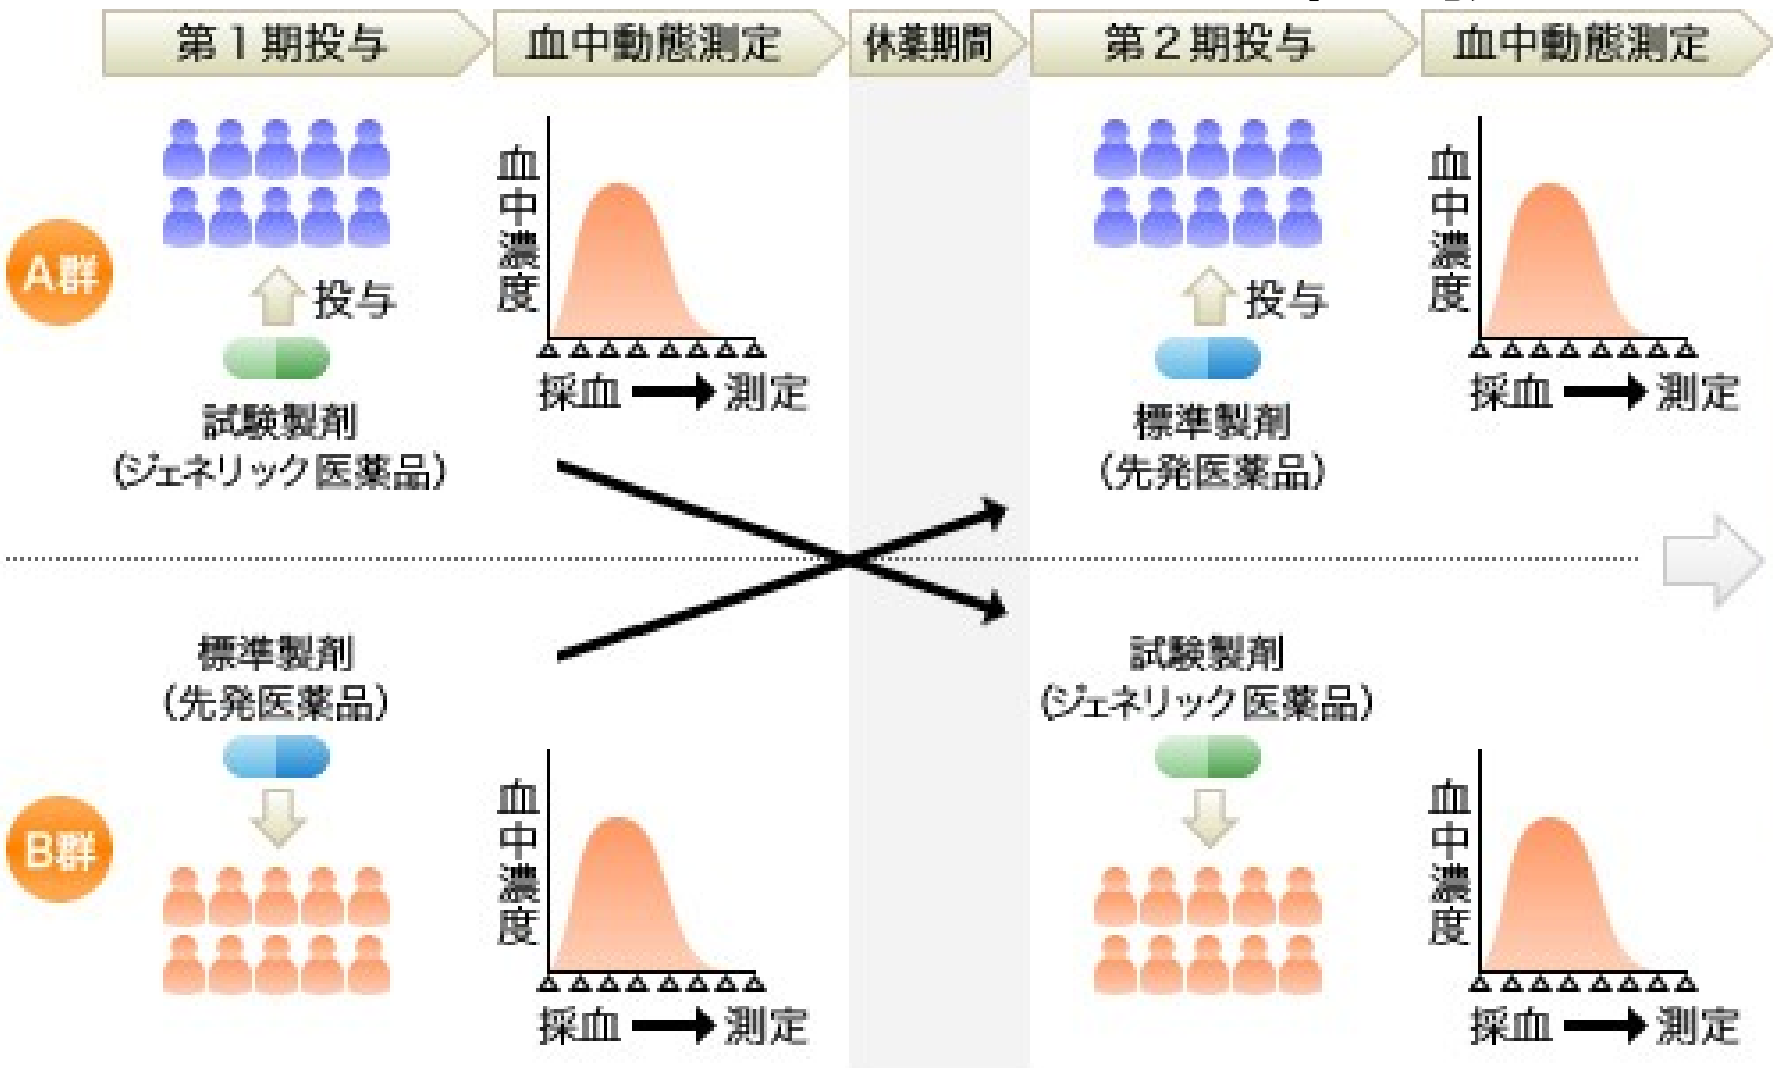 第1期投与
血中動態測定
休薬期間
第2期投与
血中動態測定
A群
投与
試験製剤
(ジェネリック医薬品)
血中濃度
採血 測定
投与
標準製剤
(先発医薬品)
血中濃度
採血 測定
B群
標準製剤
(先発医薬品)
血中濃度
採血 測定
試験製剤
(ジェネリック医薬品)
血中濃度
採血 測定